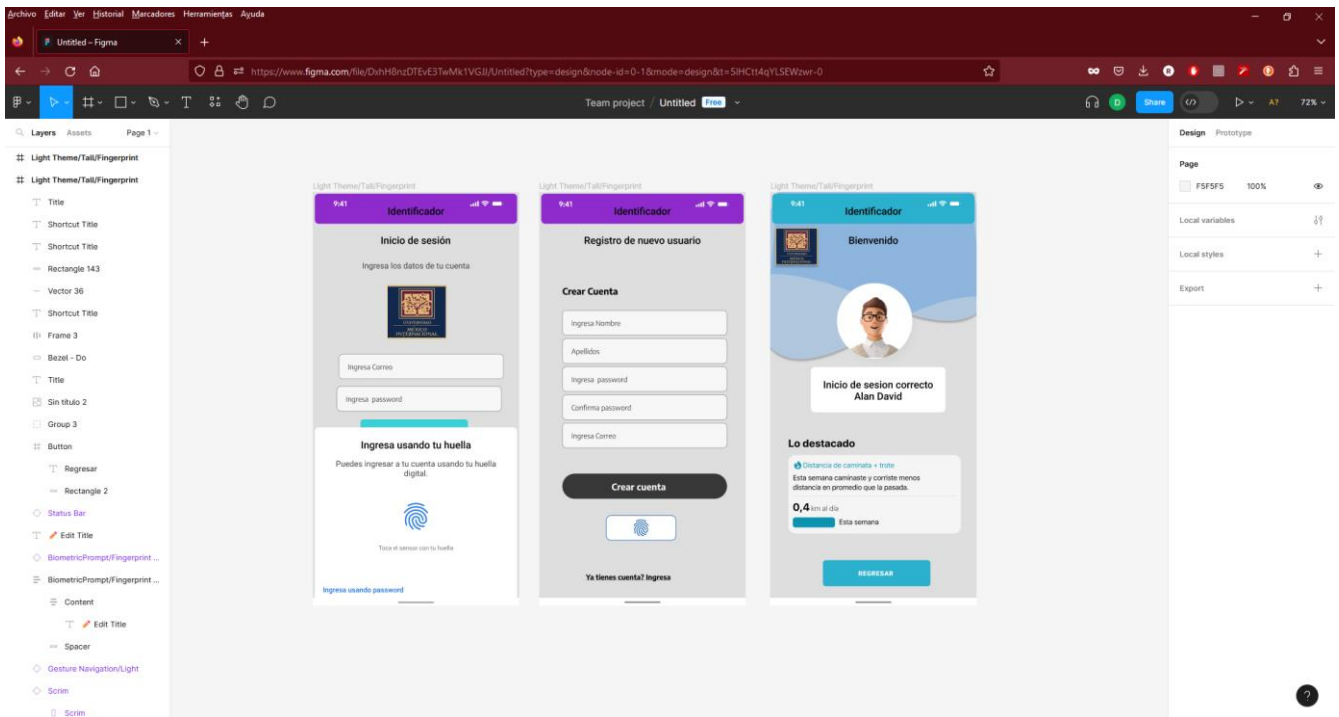 Archivo Editar Ver Historial Marcadores Herramientas Ayuda
Untitled – Figma
https://www.figma.com/file/DxhH8nzDTEvE3TwMk1VGJJ/Untitled?type=design&node-id=0-1&mode=design&t=5IHCtt4qYLSEWzwr-0
Team project / Untitled Free
D Share A? 72%
Layers Assets Page 1
Light Theme/Tall/Fingerprint
Light Theme/Tall/Fingerprint
Title
Shortcut Title
Shortcut Title
Rectangle 143
Vector 36
Shortcut Title
Frame 3
Bezel - Do
Title
Sin título 2
Group 3
Button
Regresar
Rectangle 2
Status Bar
Edit Title
BiometricPrompt/Fingerprint ...
BiometricPrompt/Fingerprint ...
Content
Edit Title
Spacer
Gesture Navigation/Light
Scrim
Scrim
Light Theme/Tall/Fingerprint
9:41
Identificador
Inicio de sesión
Ingresa los datos de tu cuenta
UNIVERSIDAD
MÉXICO
INTERNACIONAL
Ingresa Correo
Ingresa password
Ingresa usando tu huella
Puedes ingresar a tu cuenta usando tu huella
digital.
Toca el sensor con tu huella
Ingresa usando password
Light Theme/Tall/Fingerprint
9:41
Identificador
Registro de nuevo usuario
Crear Cuenta
Ingresa Nombre
Apellidos
Ingresa password
Confirma password
Ingresa Correo
Crear cuenta
Ya tienes cuenta? Ingresa
Light Theme/Tall/Fingerprint
9:41
Identificador
Bienvenido
Inicio de sesion correcto
Alan David
Lo destacado
Distancia de caminata + trote
Esta semana caminaste y corriste menos
distancia en promedio que la pasada.
0,4 km al día
Esta semana
REGRESAR
Design Prototype
Page
F5F5F5 100%
Local variables
Local styles
Export
?